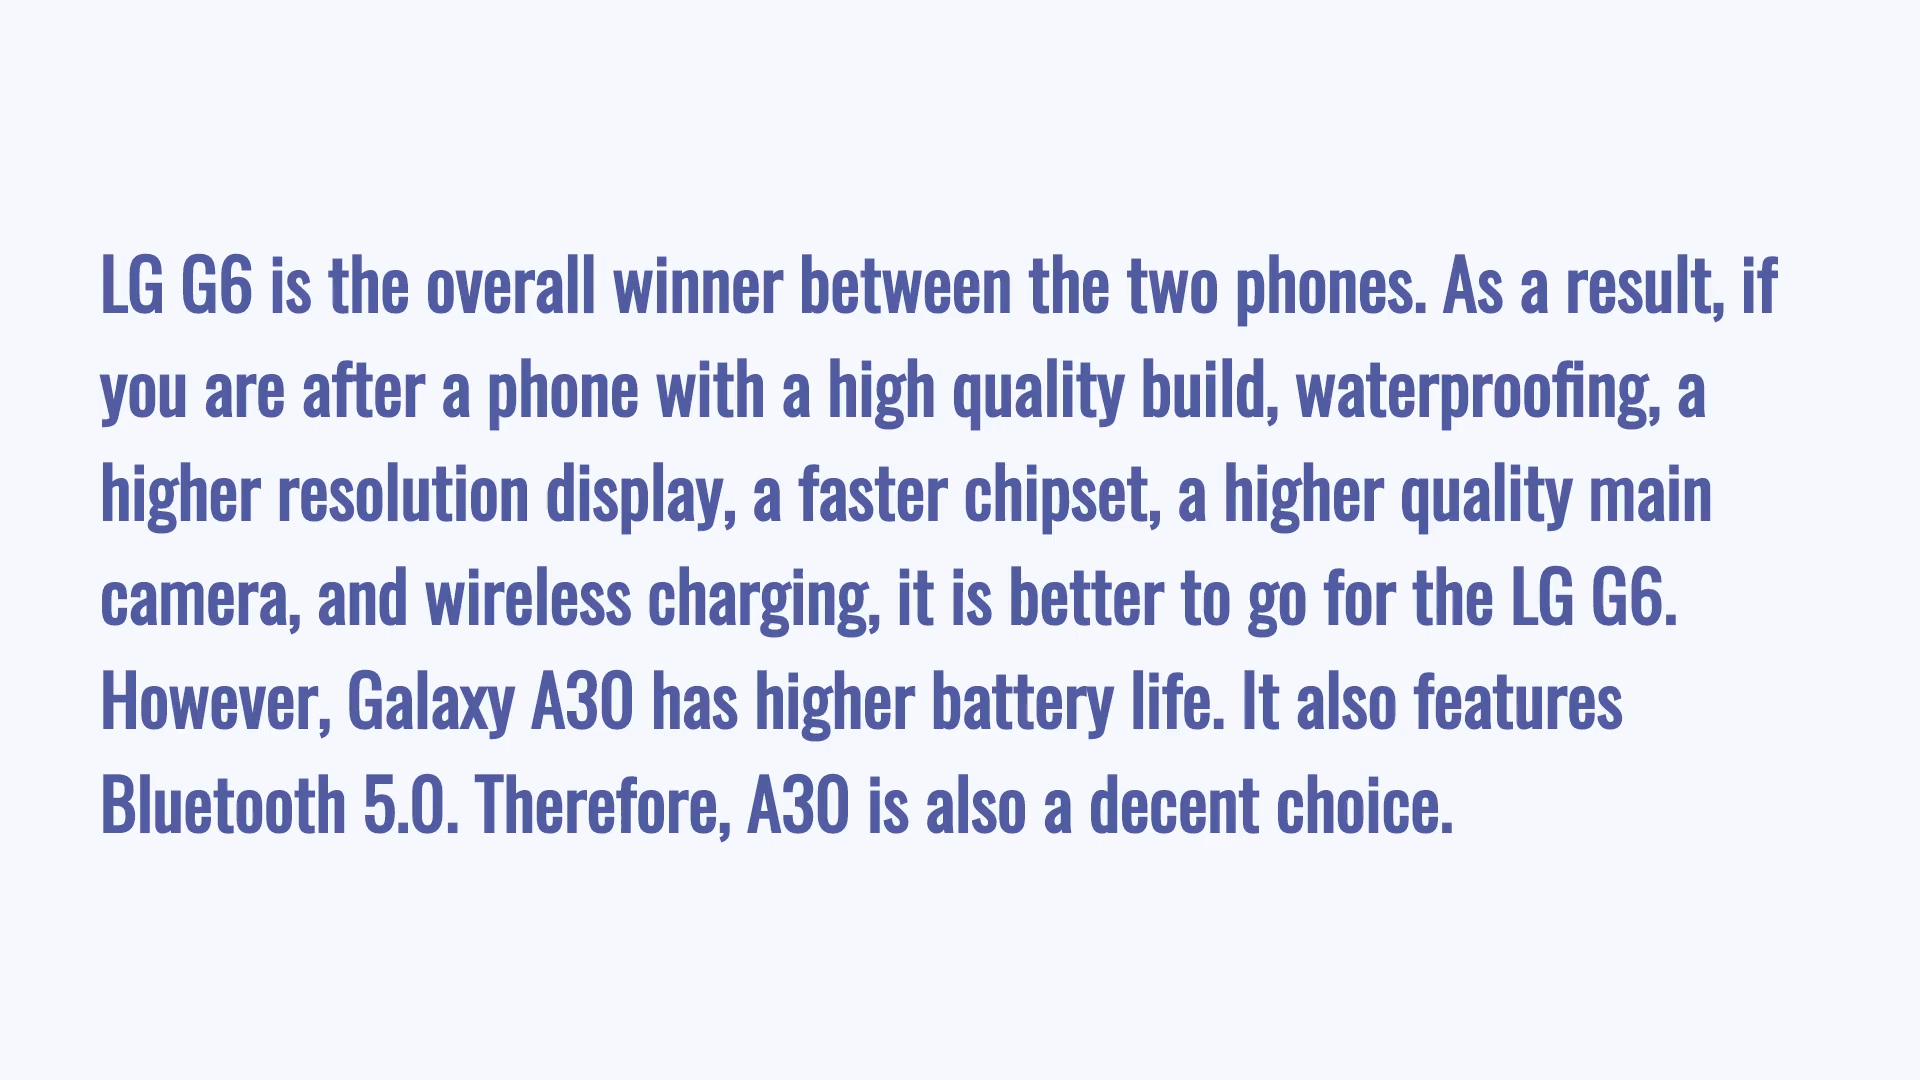 LG G6 is the overall winner between the two phones. As a result, if
you are after a phone with a high quality build, waterproofing, a
higher resolution display, a faster chipset, a higher quality main
camera, and wireless charging, it is better to go for the LG G6.
However, Galaxy A30 has higher battery life. It also features
Bluetooth 5.0. Therefore, A30 is also a decent choice.